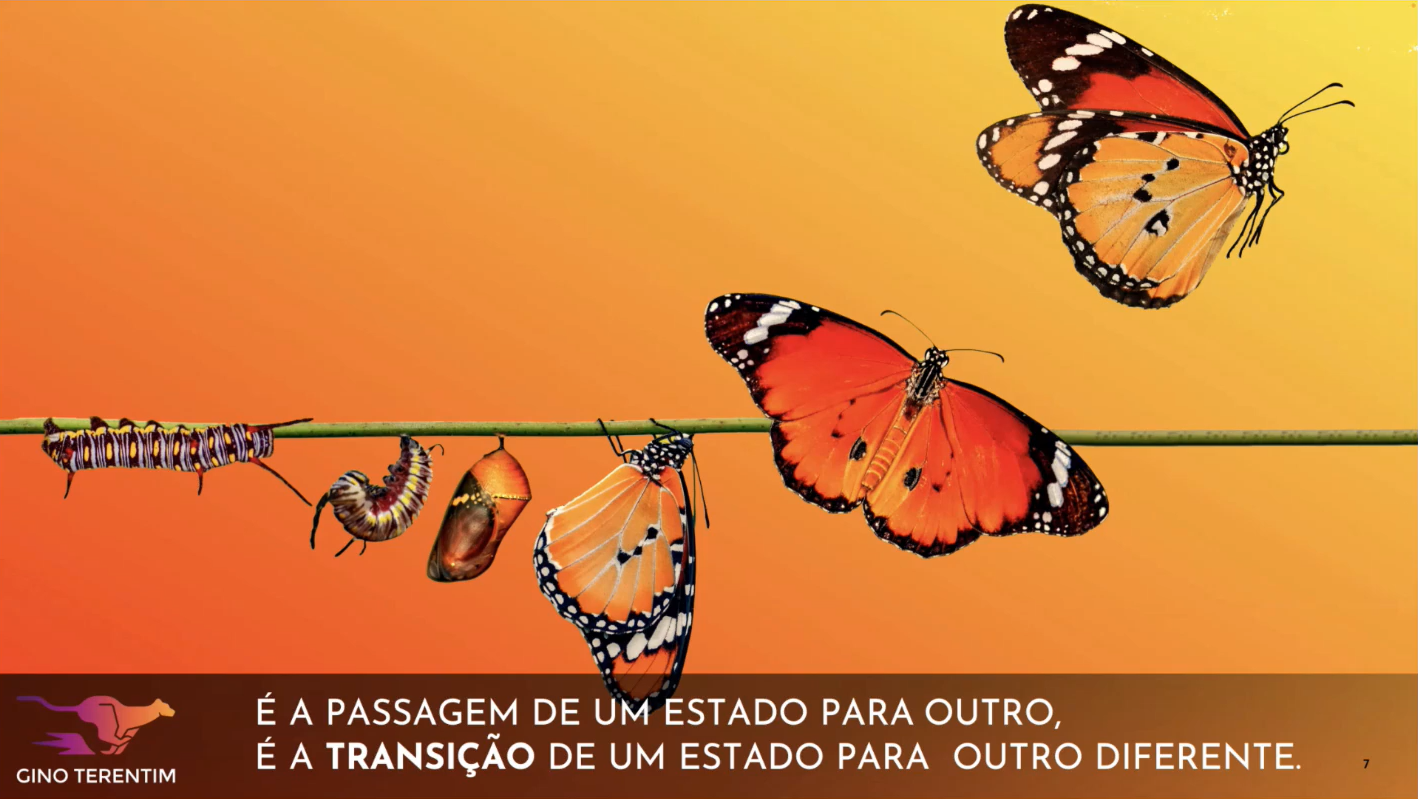 É A PASSAGEM DE UM ESTADO PARA OUTRO,
É A TRANSIÇÃO DE UM ESTADO PARA OUTRO DIFERENTE.
GINO TERENTIM
7